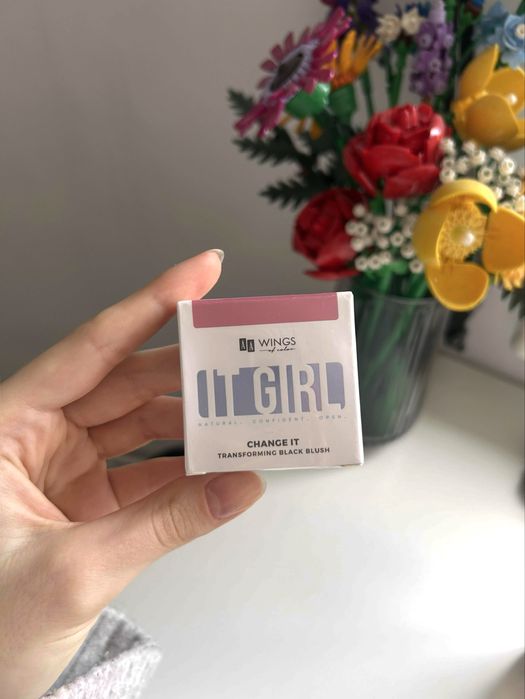 AA WINGS
of color
IT GIRL
NATURAL. CONFIDENT. OPEN.
CHANGE IT
TRANSFORMING BLACK BLUSH